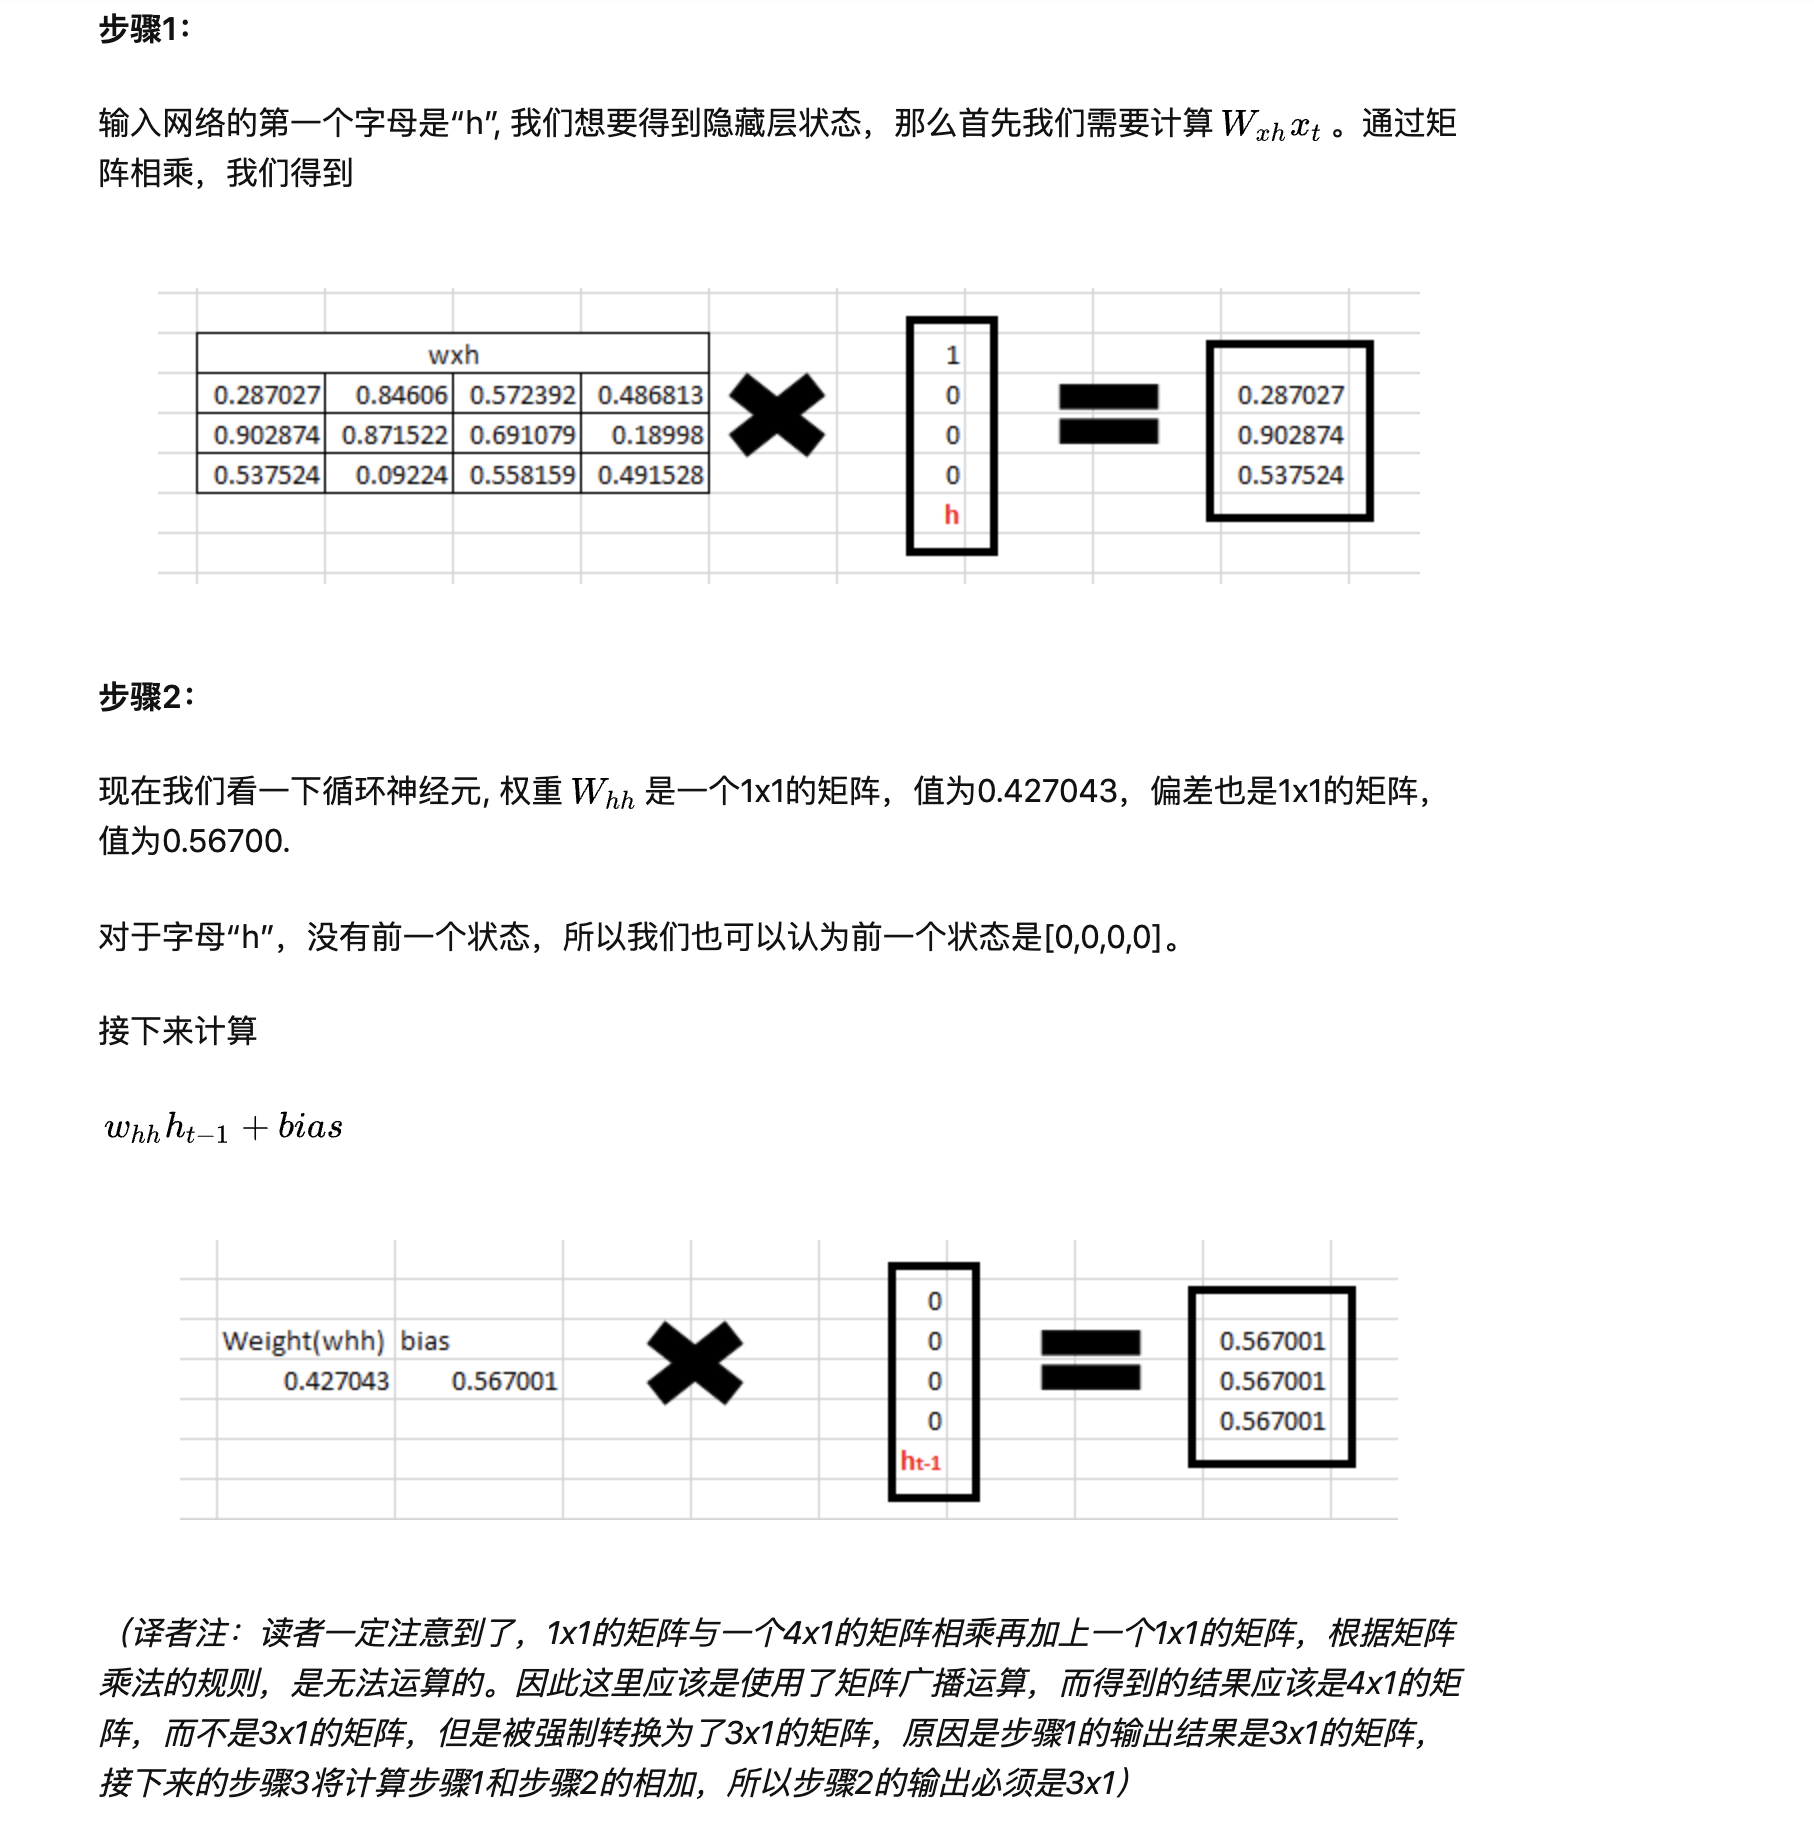 步骤1：
输入网络的第一个字母是“h”, 我们想要得到隐藏层状态，那么首先我们需要计算 W_{xh}x_t 。通过矩
阵相乘，我们得到
wxh
0.287027 0.84606 0.572392 0.486813
0.902874 0.871522 0.691079 0.18998
0.537524 0.09224 0.558159 0.491528
1
0
0
0
h
0.287027
0.902874
0.537524
步骤2：
现在我们看一下循环神经元, 权重 W_{hh} 是一个1x1的矩阵，值为0.427043，偏差也是1x1的矩阵，
值为0.56700.
对于字母“h”，没有前一个状态，所以我们也可以认为前一个状态是[0,0,0,0]。
接下来计算
w_{hh}h_{t-1} + bias
Weight(whh) bias
0.427043 0.567001
0
0
0
0
ht-1
0.567001
0.567001
0.567001
（译者注：读者一定注意到了，1x1的矩阵与一个4x1的矩阵相乘再加上一个1x1的矩阵，根据矩阵
乘法的规则，是无法运算的。因此这里应该是使用了矩阵广播运算，而得到的结果应该是4x1的矩
阵，而不是3x1的矩阵，但是被强制转换为了3x1的矩阵，原因是步骤1的输出结果是3x1的矩阵，
接下来的步骤3将计算步骤1和步骤2的相加，所以步骤2的输出必须是3x1）